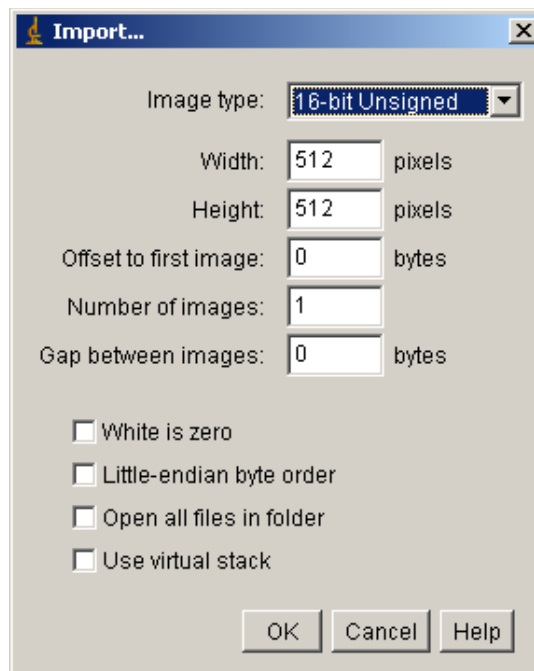 Import...
Image type: 16-bit Unsigned
Width: 512 pixels
Height: 512 pixels
Offset to first image: 0 bytes
Number of images: 1
Gap between images: 0 bytes
White is zero
Little-endian byte order
Open all files in folder
Use virtual stack
OK Cancel Help